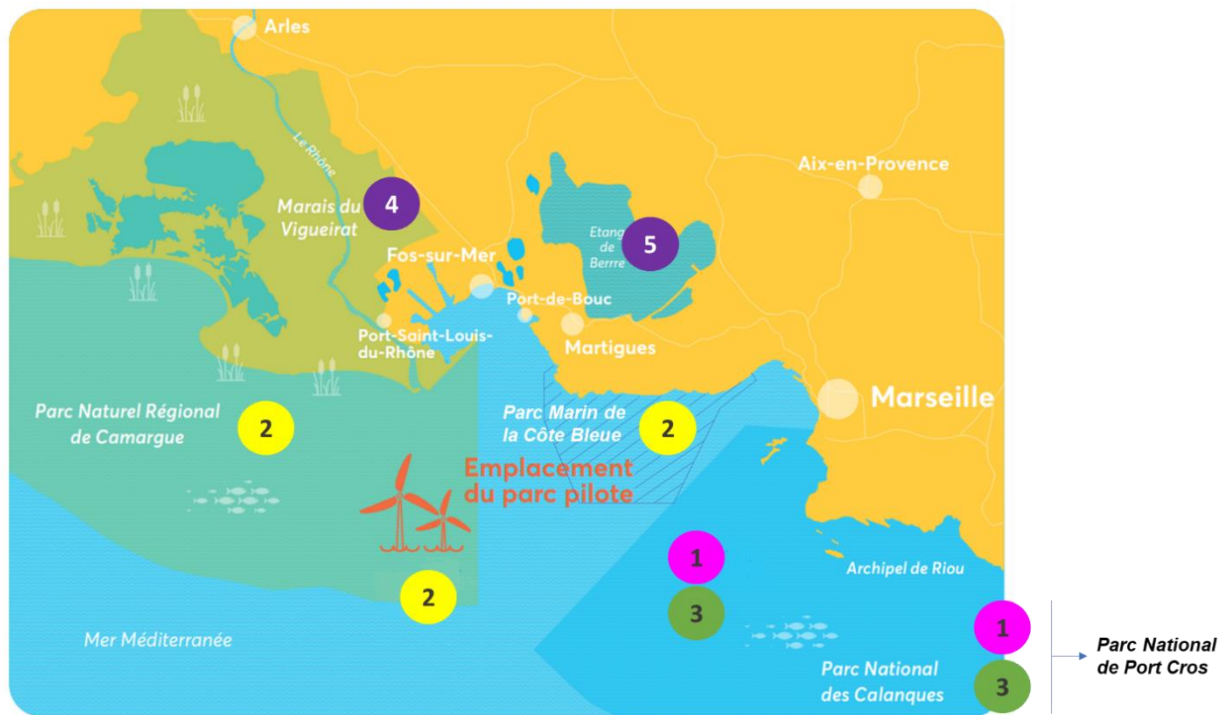 Arles
Le Rhône
Aix-en-Provence
Marais du
Vigueirat
4
Etang
de
Berrre
5
Fos-sur-Mer
Port-de-Bouc
Port-Saint-Louis-
du-Rhône
Martigues
Marseille
Parc Naturel Régional
de Camargue
2
Parc Marin de
la Côte Bleue
2
Emplacement
du parc pilote
1
Archipel de Riou
2
3
Mer Méditerranée
1
Parc National
de Port Cros
Parc National
des Calanques
3